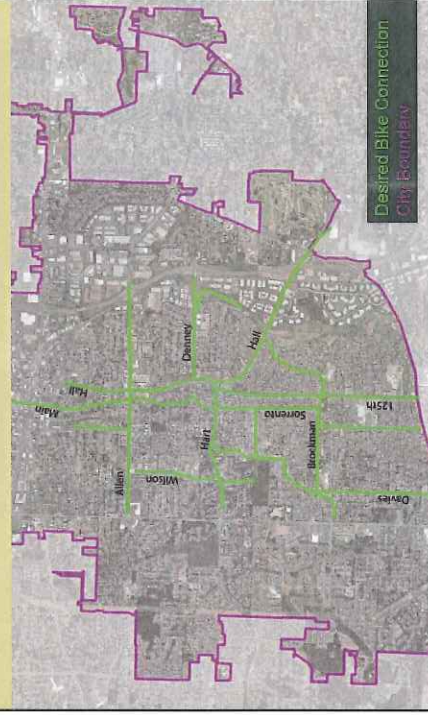 Main
Hall
Allen
Denney
Wilson
Hart
Hall
Sorrento
Brockman
125th
Davies
Desired Bike Connection
City Boundary